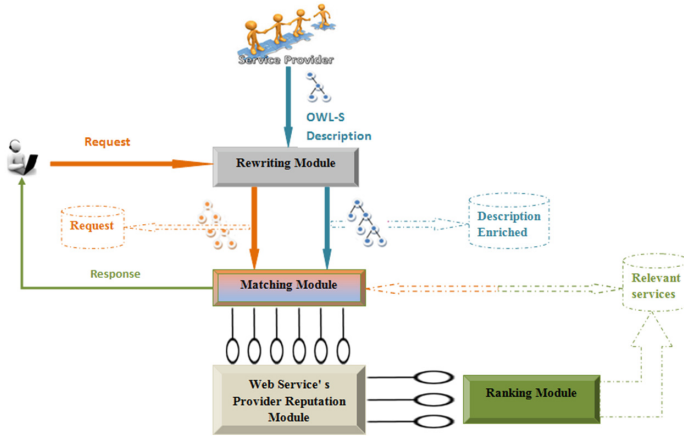 Service Provider
OWL-S
Description
Request
Rewriting Module
Request
Description
Enriched
Response
Matching Module
Relevant
services
Web Service' s
Provider Reputation
Module
Ranking Module